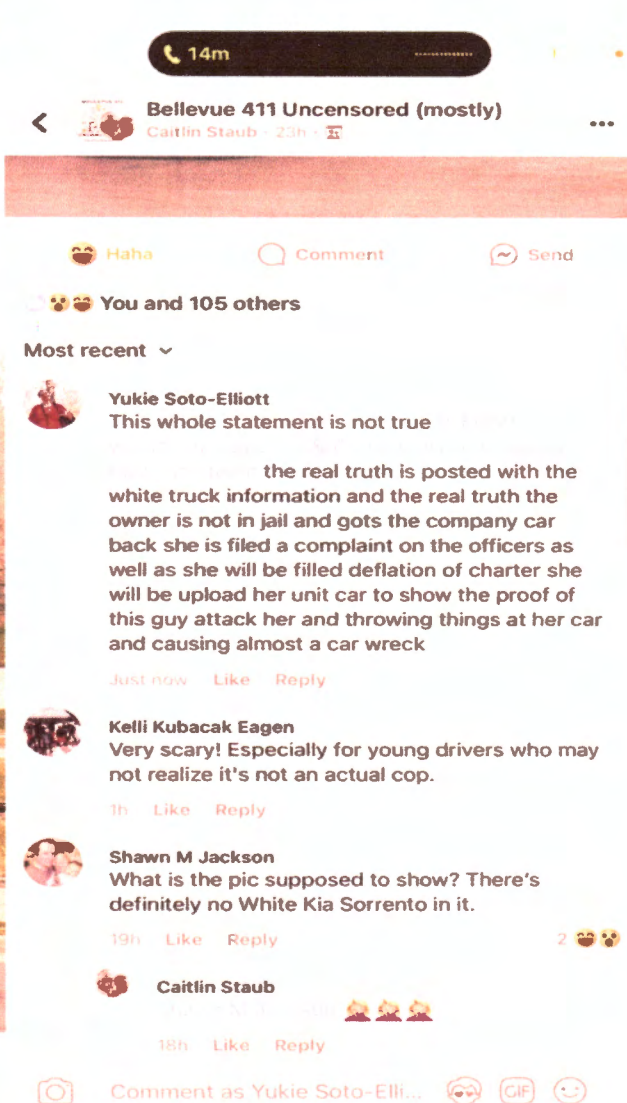 14m
Bellevue 411 Uncensored (mostly)
Caitlin Staub · 23h ·
Haha Comment Send
You and 105 others
Most recent
Yukie Soto-Elliott
This whole statement is not true
the real truth is posted with the
white truck information and the real truth the
owner is not in jail and gots the company car
back she is filed a complaint on the officers as
well as she will be filled deflation of charter she
will be upload her unit car to show the proof of
this guy attack her and throwing things at her car
and causing almost a car wreck
Just now Like Reply
Kelli Kubacak Eagen
Very scary! Especially for young drivers who may
not realize it's not an actual cop.
1h Like Reply
Shawn M Jackson
What is the pic supposed to show? There's
definitely no White Kia Sorrento in it.
19h Like Reply 2
Caitlin Staub
18h Like Reply
Comment as Yukie Soto-Elli... GIF